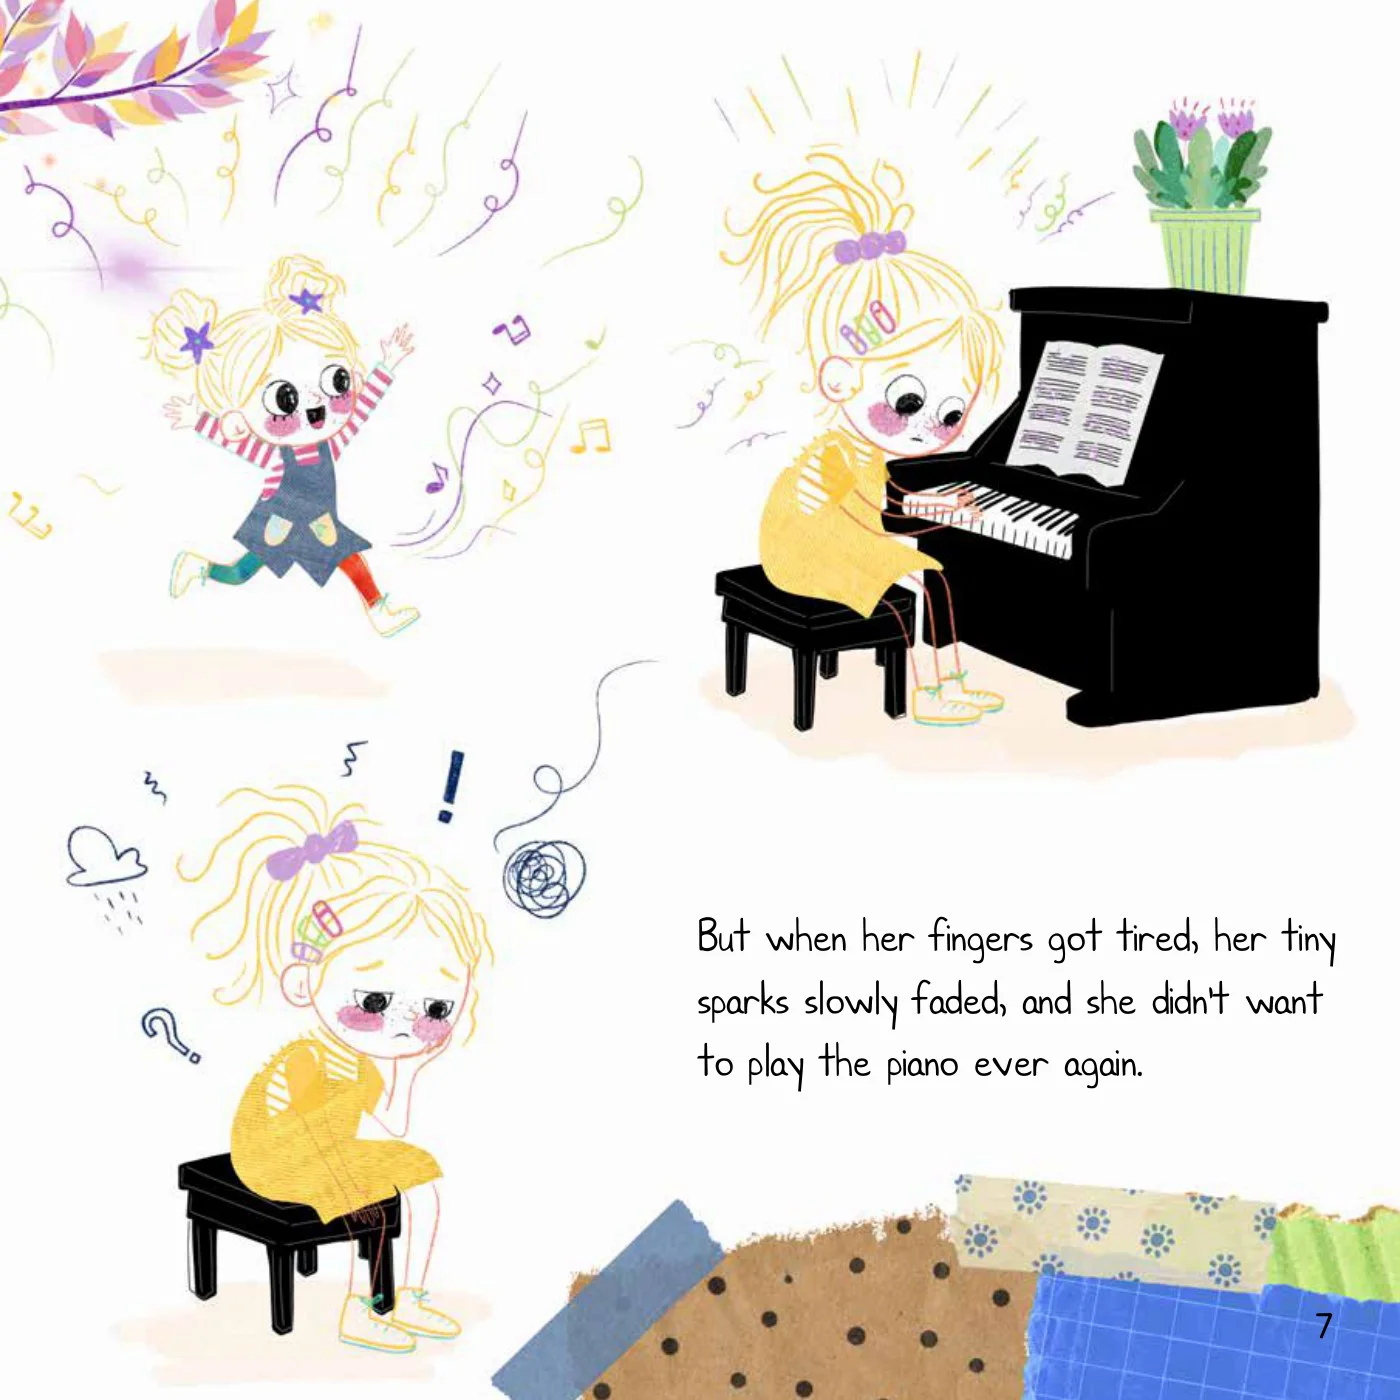 But when her fingers got tired, her tiny
sparks slowly faded, and she didn't want
to play the piano ever again.
7